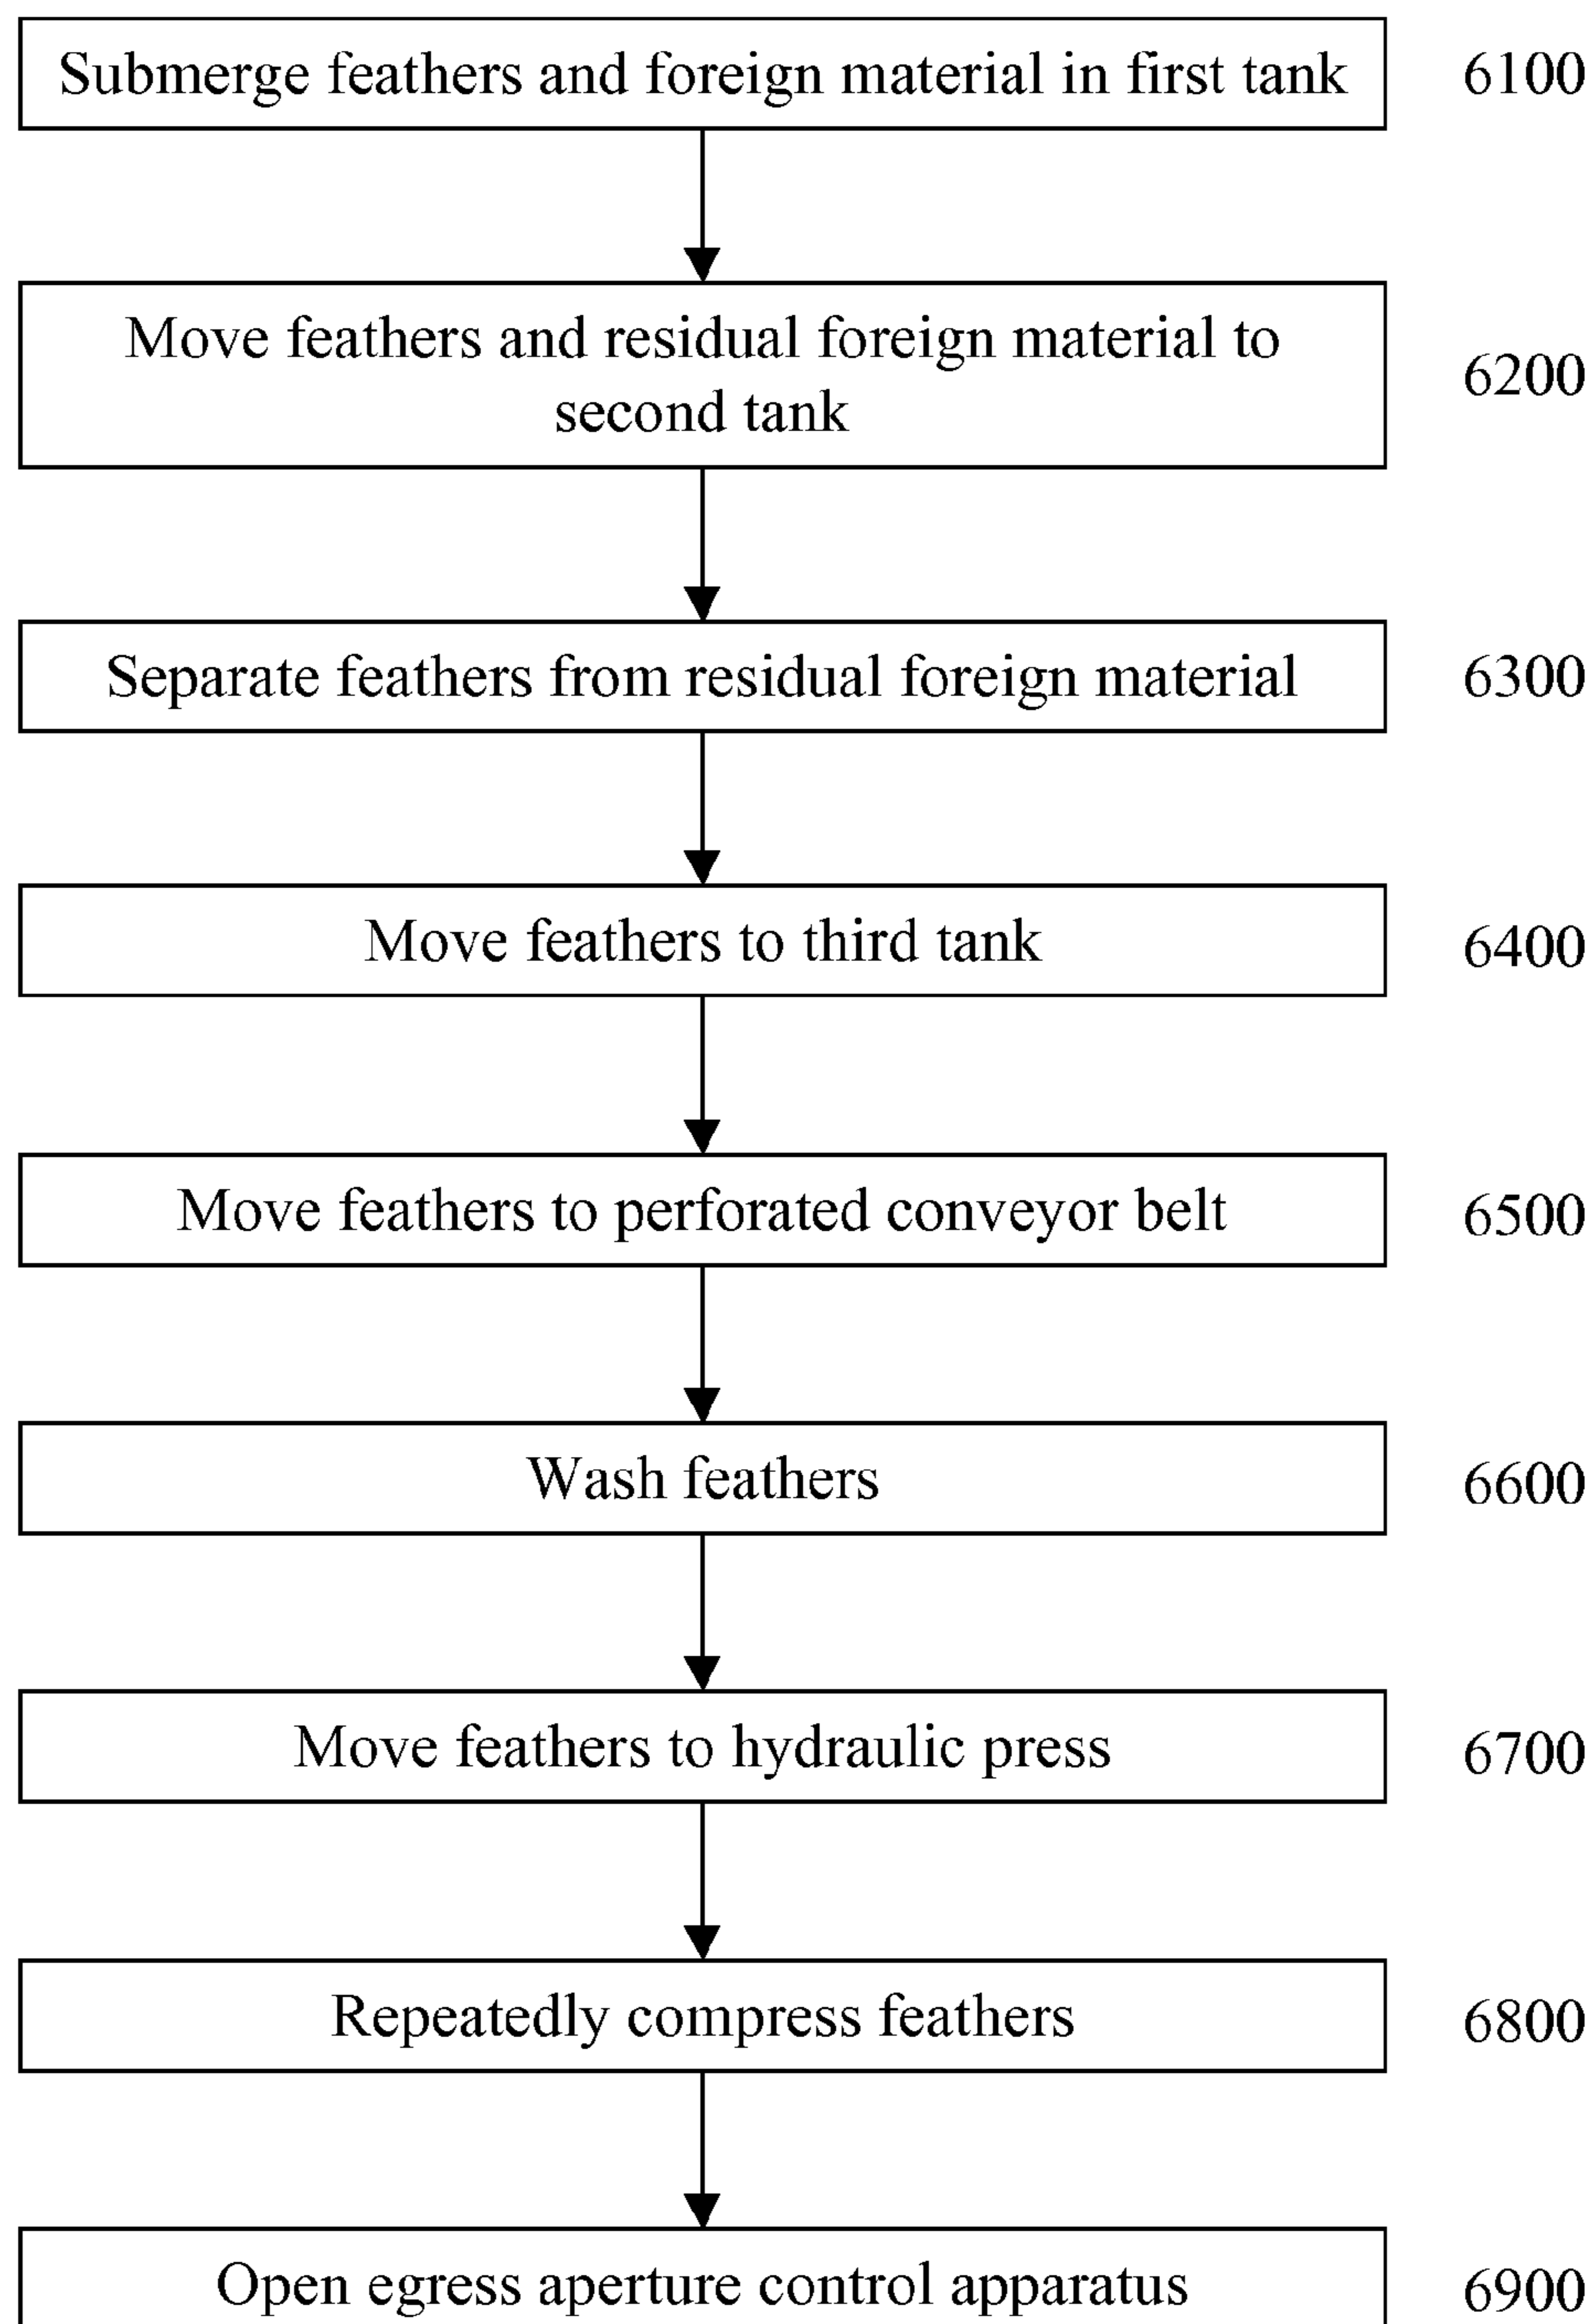 Submerge feathers and foreign material in first tank 6100
Move feathers and residual foreign material to
second tank 6200
Separate feathers from residual foreign material 6300
Move feathers to third tank 6400
Move feathers to perforated conveyor belt 6500
Wash feathers 6600
Move feathers to hydraulic press 6700
Repeatedly compress feathers 6800
Open egress aperture control apparatus 6900